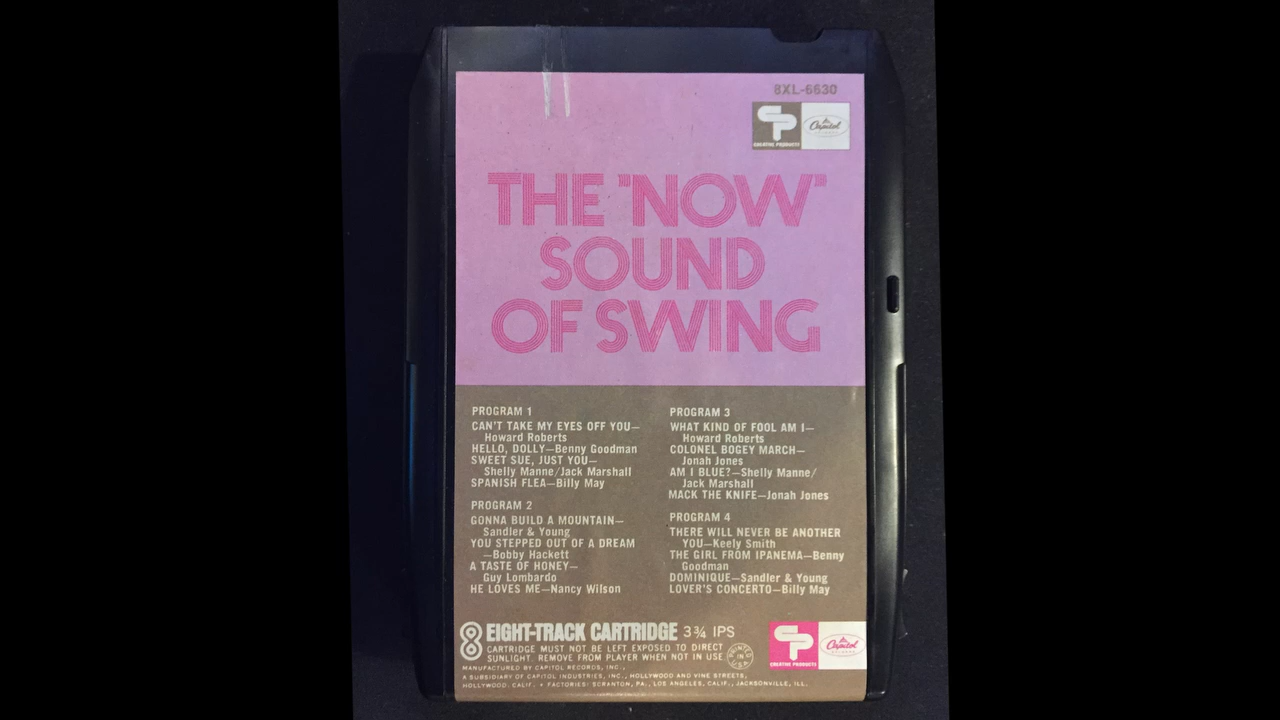 8XL-6630
CP
CREATIVE PRODUCTS
Capitol
THE "NOW"
SOUND
OF SWING
PROGRAM 1
CAN'T TAKE MY EYES OFF YOU—
Howard Roberts
HELLO, DOLLY—Benny Goodman
SWEET SUE, JUST YOU—
Shelly Manne/Jack Marshall
SPANISH FLEA—Billy May
PROGRAM 2
GONNA BUILD A MOUNTAIN—
Sandler & Young
YOU STEPPED OUT OF A DREAM
—Bobby Hackett
A TASTE OF HONEY—
Guy Lombardo
HE LOVES ME—Nancy Wilson
PROGRAM 3
WHAT KIND OF FOOL AM I—
Howard Roberts
COLONEL BOGEY MARCH—
Jonah Jones
AM I BLUE?—Shelly Manne/
Jack Marshall
MACK THE KNIFE—Jonah Jones
PROGRAM 4
THERE WILL NEVER BE ANOTHER
YOU—Keely Smith
THE GIRL FROM IPANEMA—Benny
Goodman
DOMINIQUE—Sandler & Young
LOVER'S CONCERTO—Billy May
8 EIGHT-TRACK CARTRIDGE 3¾ IPS
CARTRIDGE MUST NOT BE LEFT EXPOSED TO DIRECT
SUNLIGHT. REMOVE FROM PLAYER WHEN NOT IN USE.
PRINTED IN U.S.A.
MANUFACTURED BY CAPITOL RECORDS, INC.,
A SUBSIDIARY OF CAPITOL INDUSTRIES, INC., HOLLYWOOD AND VINE STREETS,
HOLLYWOOD, CALIF. • FACTORIES: SCRANTON, PA., LOS ANGELES, CALIF., JACKSONVILLE, ILL.
CP
CREATIVE PRODUCTS
Capitol